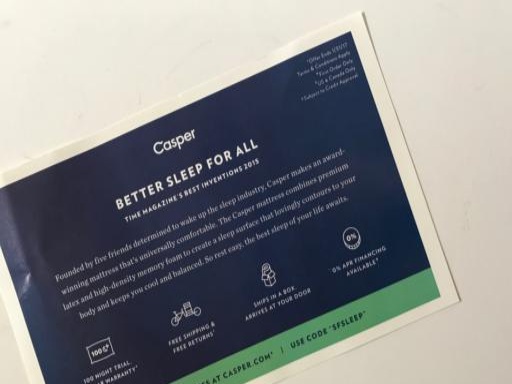 *Offer Ends 1/31/17
Terms & Conditions Apply
*First Order Only
*US & Canada Only
*Subject to Credit Approval
Casper
BETTER SLEEP FOR ALL
TIME MAGAZINE'S BEST INVENTIONS 2015
Founded by five friends determined to wake up the sleep industry, Casper makes an award-
winning mattress that's universally comfortable. The Casper mattress combines premium
latex and high-density memory foam to create a sleep surface that lovingly contours to your
body and keeps you cool and balanced. So rest easy, the best sleep of your life awaits.
100
100 NIGHT TRIAL,
WARRANTY*
FREE SHIPPING &
FREE RETURNS*
SHIPS IN A BOX,
ARRIVES AT YOUR DOOR
0%
0% APR FINANCING
AVAILABLE*
AT CASPER.COM* | USE CODE "SFSLEEP"